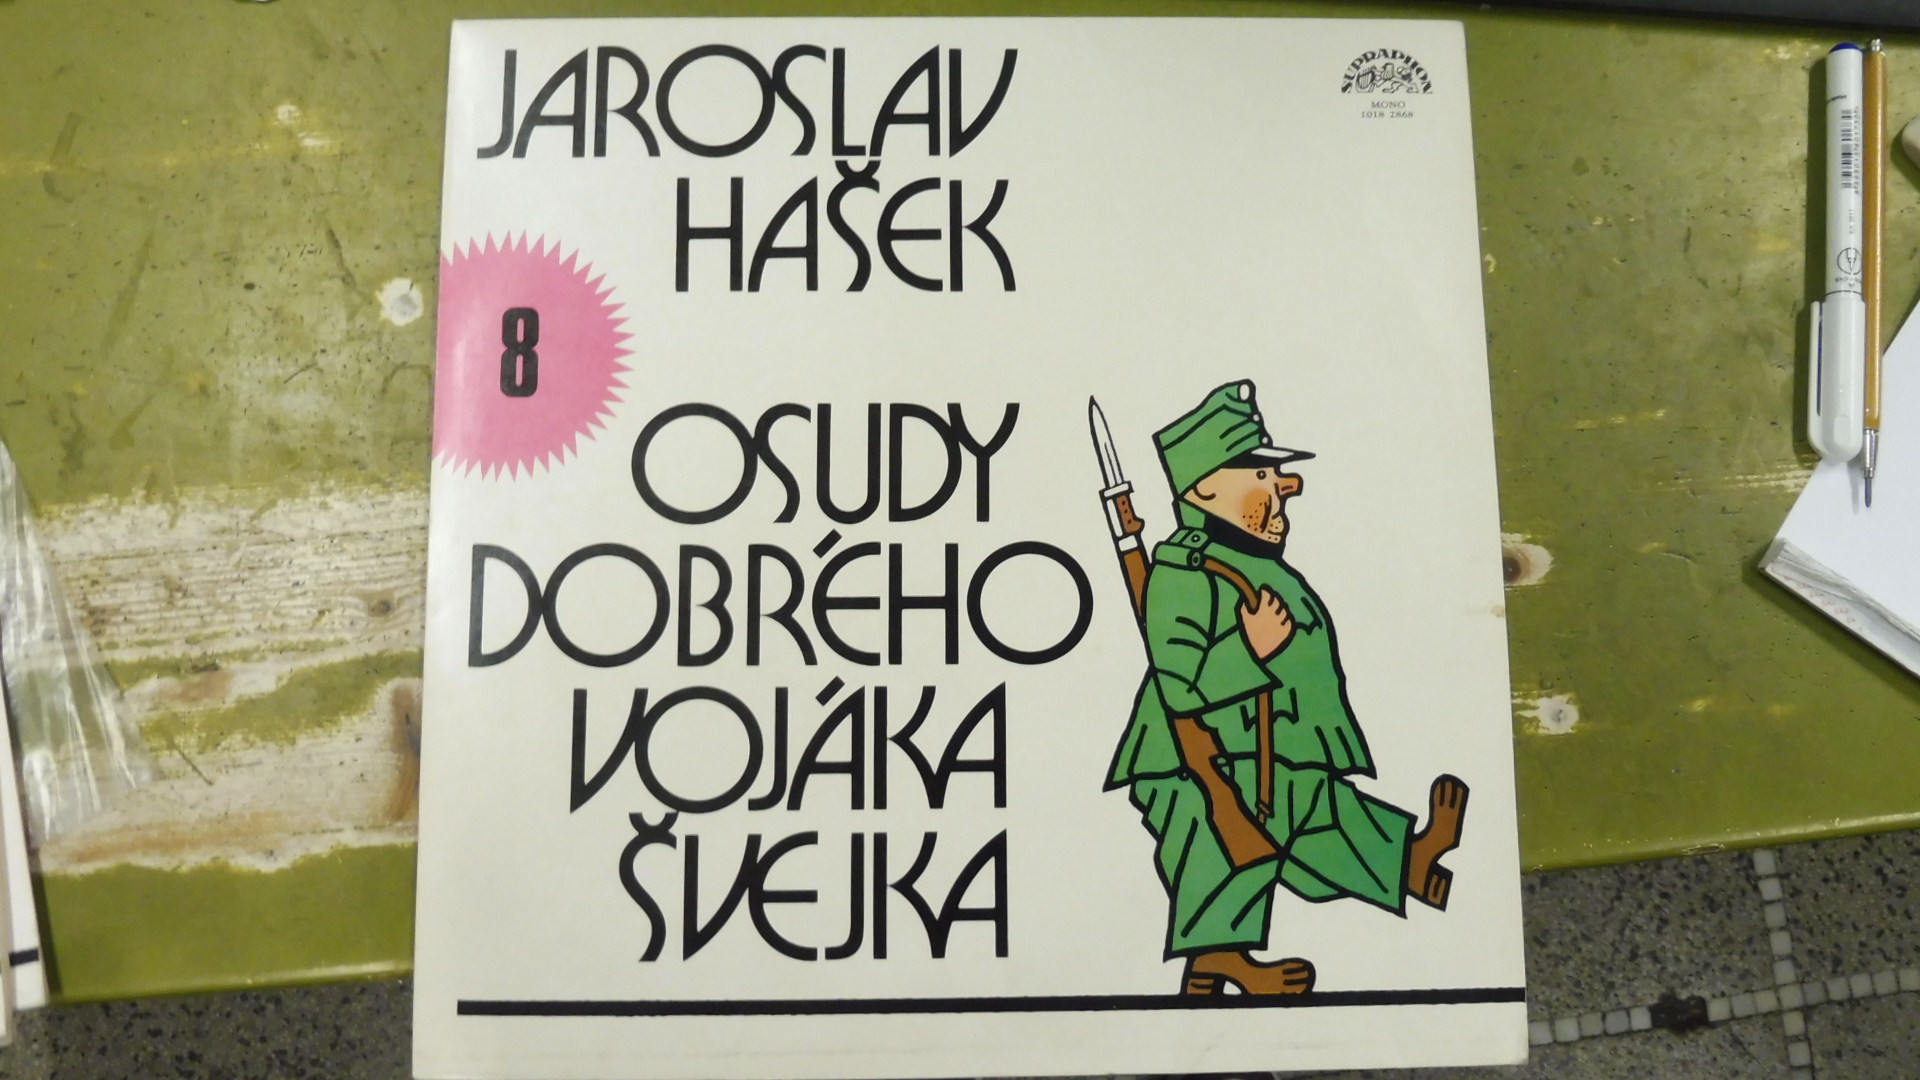 JAROSLAV
HAŠEK
SUPRAPHON
MONO
1018 2868
8
OSUDY
DOBRÉHO
VOJÁKA
ŠVEJKA